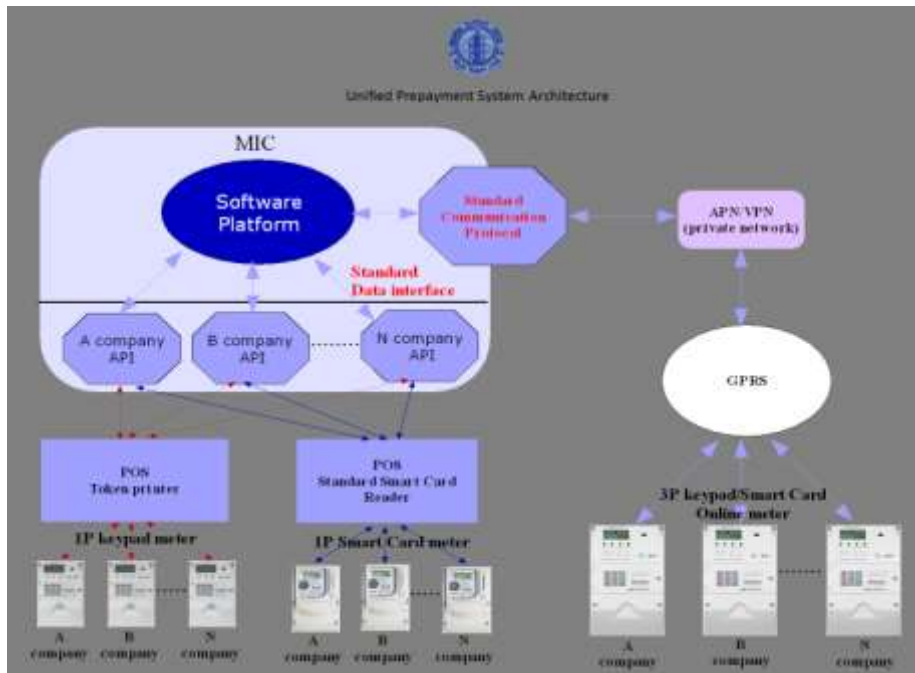 Unified Prepayment System Architecture
MIC
Software
Platform
Standard
Communication
Protocol
APN/VPN
(private network)
Standard
Data interface
A company
API
B company
API
N company
API
GPRS
POS
Token printer
POS
Standard Smart Card
Reader
3P keypad/Smart Card
Online meter
1P keypad meter
1P Smart Card meter
A
company
B
company
N
company
A
company
B
company
N
company
A
company
B
company
N
company